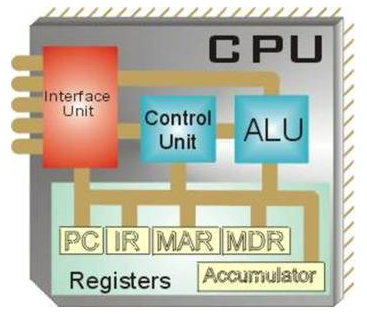 CPU
Interface
Unit
Control
Unit
ALU
PC IR MAR MDR
Registers
Accumulator